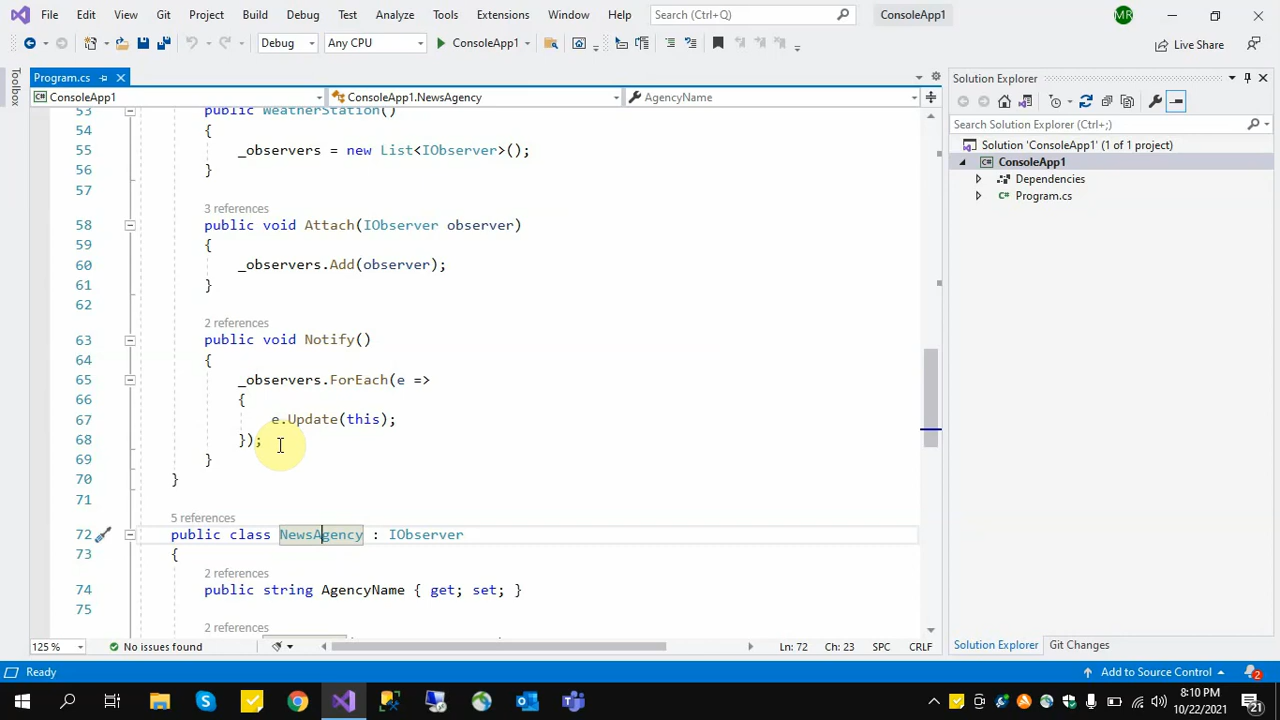 File Edit View Git Project Build Debug Test Analyze Tools Extensions Window Help Search (Ctrl+Q) ConsoleApp1 MR
Debug Any CPU ConsoleApp1 Live Share
Toolbox
Program.cs
ConsoleApp1 ConsoleApp1.NewsAgency AgencyName
53 public WeatherStation()
54 {
55 _observers = new List<IObserver>();
56 }
57
3 references
58 public void Attach(IObserver observer)
59 {
60 _observers.Add(observer);
61 }
62
2 references
63 public void Notify()
64 {
65 _observers.ForEach(e =>
66 {
67 e.Update(this);
68 });
69 }
70 }
71
5 references
72 public class NewsAgency : IObserver
73 {
2 references
74 public string AgencyName { get; set; }
75
2 references
125 % No issues found Ln: 72 Ch: 23 SPC CRLF
Solution Explorer
Search Solution Explorer (Ctrl+;)
Solution 'ConsoleApp1' (1 of 1 project)
ConsoleApp1
Dependencies
Program.cs
Solution Explorer Git Changes
Ready Add to Source Control 2
8:10 PM
10/22/2021
21